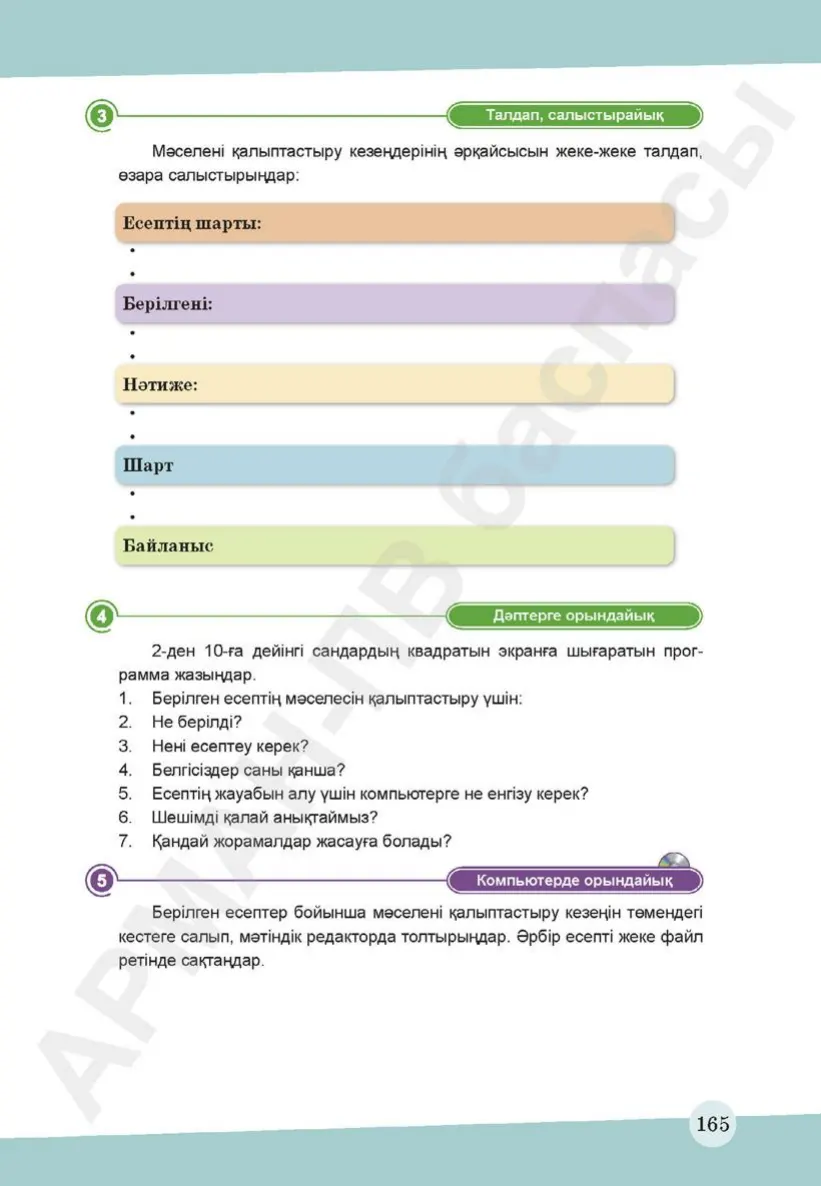 3
Талдап, салыстырайық
Мәселені қалыптастыру кезеңдерінің әрқайсысын жеке-жеке талдап,
өзара салыстырыңдар:
Есептің шарты:
•
•
Берілгені:
•
•
Нәтиже:
•
•
Шарт
•
•
Байланыс
4
Дәптерге орындайық
2-ден 10-ға дейінгі сандардың квадратын экранға шығаратын прог-
рамма жазыңдар.
1. Берілген есептің мәселесін қалыптастыру үшін:
2. Не берілді?
3. Нені есептеу керек?
4. Белгісіздер саны қанша?
5. Есептің жауабын алу үшін компьютерге не енгізу керек?
6. Шешімді қалай анықтаймыз?
7. Қандай жорамалдар жасауға болады?
5
Компьютерде орындайық
Берілген есептер бойынша мәселені қалыптастыру кезеңін төмендегі
кестеге салып, мәтіндік редакторда толтырыңдар. Әрбір есепті жеке файл
ретінде сақтаңдар.
165
АРМАН-ПВ баспасы